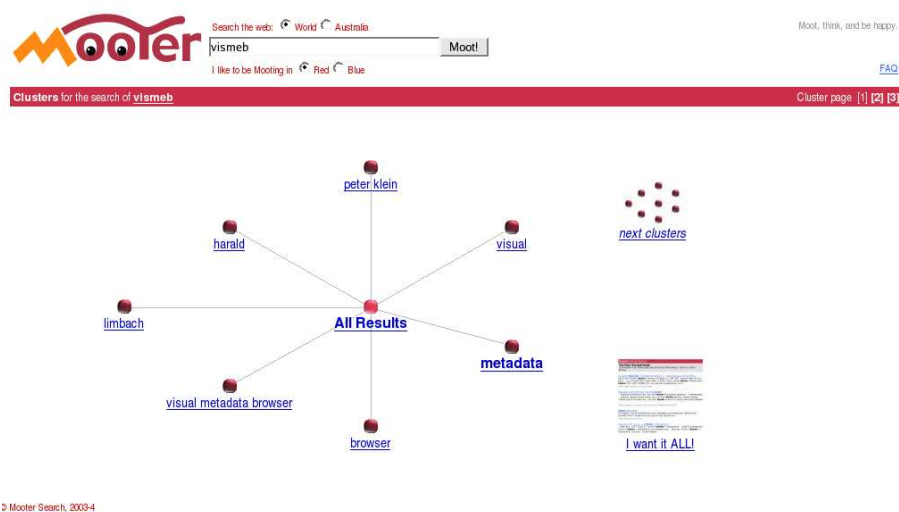 Mooter
Search the web: World Australia
Moot, think, and be happy.
vismeb Moot!
I like to be Mooting in Red Blue
FAQ
Clusters for the search of vismeb
Cluster page [1] [2] [3]
peter klein
harald
visual
next clusters
limbach
All Results
metadata
visual metadata browser
browser
I want it ALL!
© Mooter Search, 2003-4